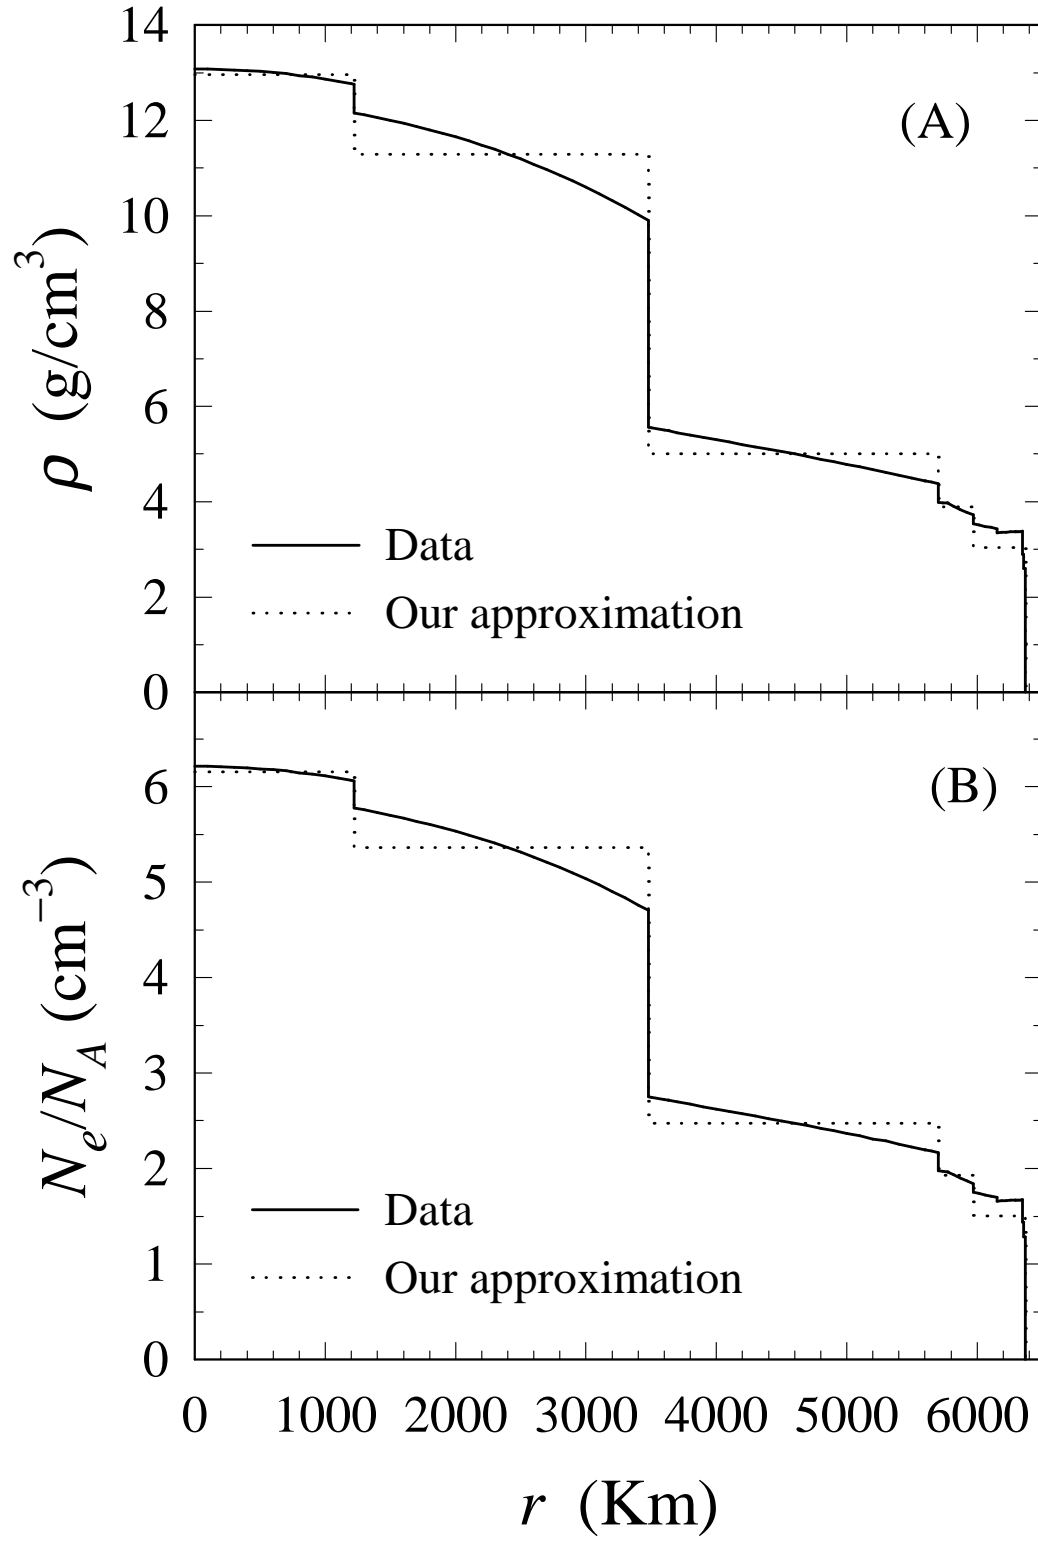 14
12
10
8
6
4
2
0
ρ (g/cm³)
(A)
Data
Our approximation
6
5
4
3
2
1
0
Nₑ/N_A (cm⁻³)
(B)
Data
Our approximation
0 1000 2000 3000 4000 5000 6000
r (Km)